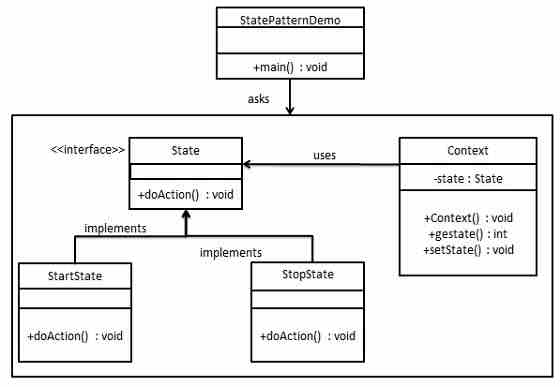 StatePatternDemo
+main() : void
asks
<<interface>>
State
+doAction() : void
uses
Context
-state : State
+Context() : void
+gestate() : int
+setState() : void
implements
implements
StartState
+doAction() : void
StopState
+doAction() : void